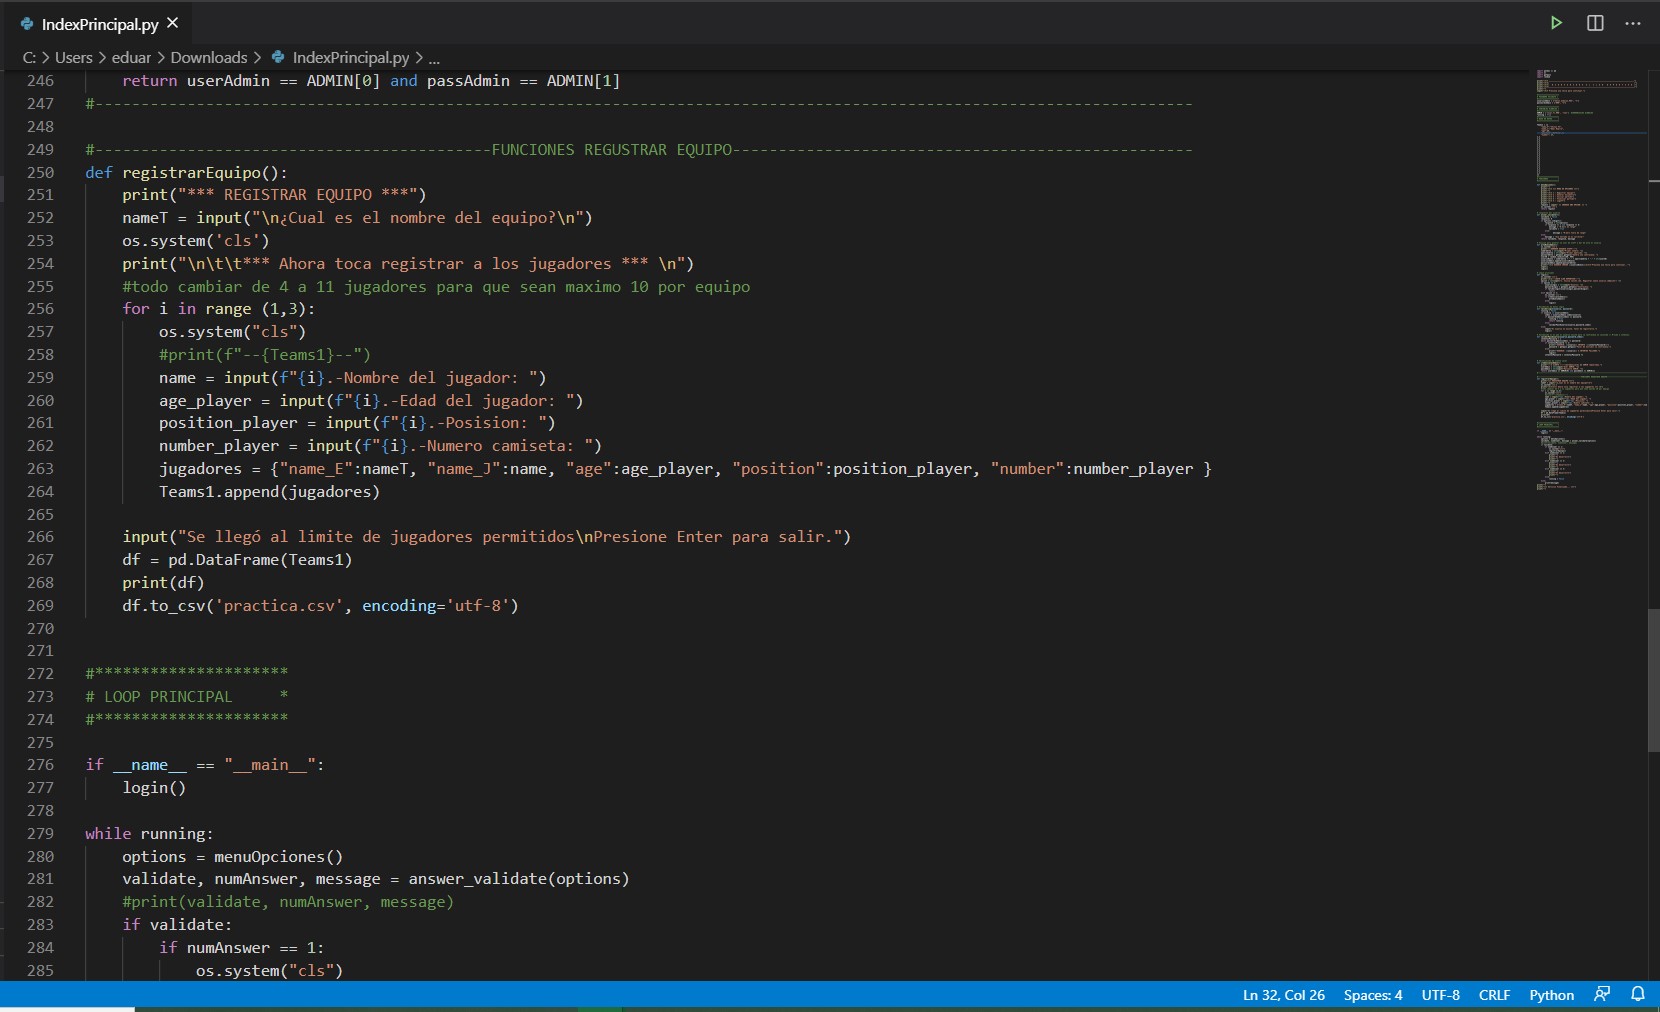 IndexPrincipal.py
C: > Users > eduar > Downloads > IndexPrincipal.py > ...
246 return userAdmin == ADMIN[0] and passAdmin == ADMIN[1]
247 #-----------------------------------------------------------------------------------------------------------------------
248
249 #-------------------------------------------FUNCIONES REGUSTRAR EQUIPO--------------------------------------------------
250 def registrarEquipo():
251 print("*** REGISTRAR EQUIPO ***")
252 nameT = input("\n¿Cual es el nombre del equipo?\n")
253 os.system('cls')
254 print("\n\t\t*** Ahora toca registrar a los jugadores *** \n")
255 #todo cambiar de 4 a 11 jugadores para que sean maximo 10 por equipo
256 for i in range (1,3):
257 os.system("cls")
258 #print(f"--{Teams1}--")
259 name = input(f"{i}.-Nombre del jugador: ")
260 age_player = input(f"{i}.-Edad del jugador: ")
261 position_player = input(f"{i}.-Posision: ")
262 number_player = input(f"{i}.-Numero camiseta: ")
263 jugadores = {"name_E":nameT, "name_J":name, "age":age_player, "position":position_player, "number":number_player }
264 Teams1.append(jugadores)
265
266 input("Se llegó al limite de jugadores permitidos\nPresione Enter para salir.")
267 df = pd.DataFrame(Teams1)
268 print(df)
269 df.to_csv('practica.csv', encoding='utf-8')
270
271
272 #*********************
273 # LOOP PRINCIPAL     *
274 #*********************
275
276 if __name__ == "__main__":
277 login()
278
279 while running:
280 options = menuOpciones()
281 validate, numAnswer, message = answer_validate(options)
282 #print(validate, numAnswer, message)
283 if validate:
284 if numAnswer == 1:
285 os.system("cls")
Ln 32, Col 26 Spaces: 4 UTF-8 CRLF Python